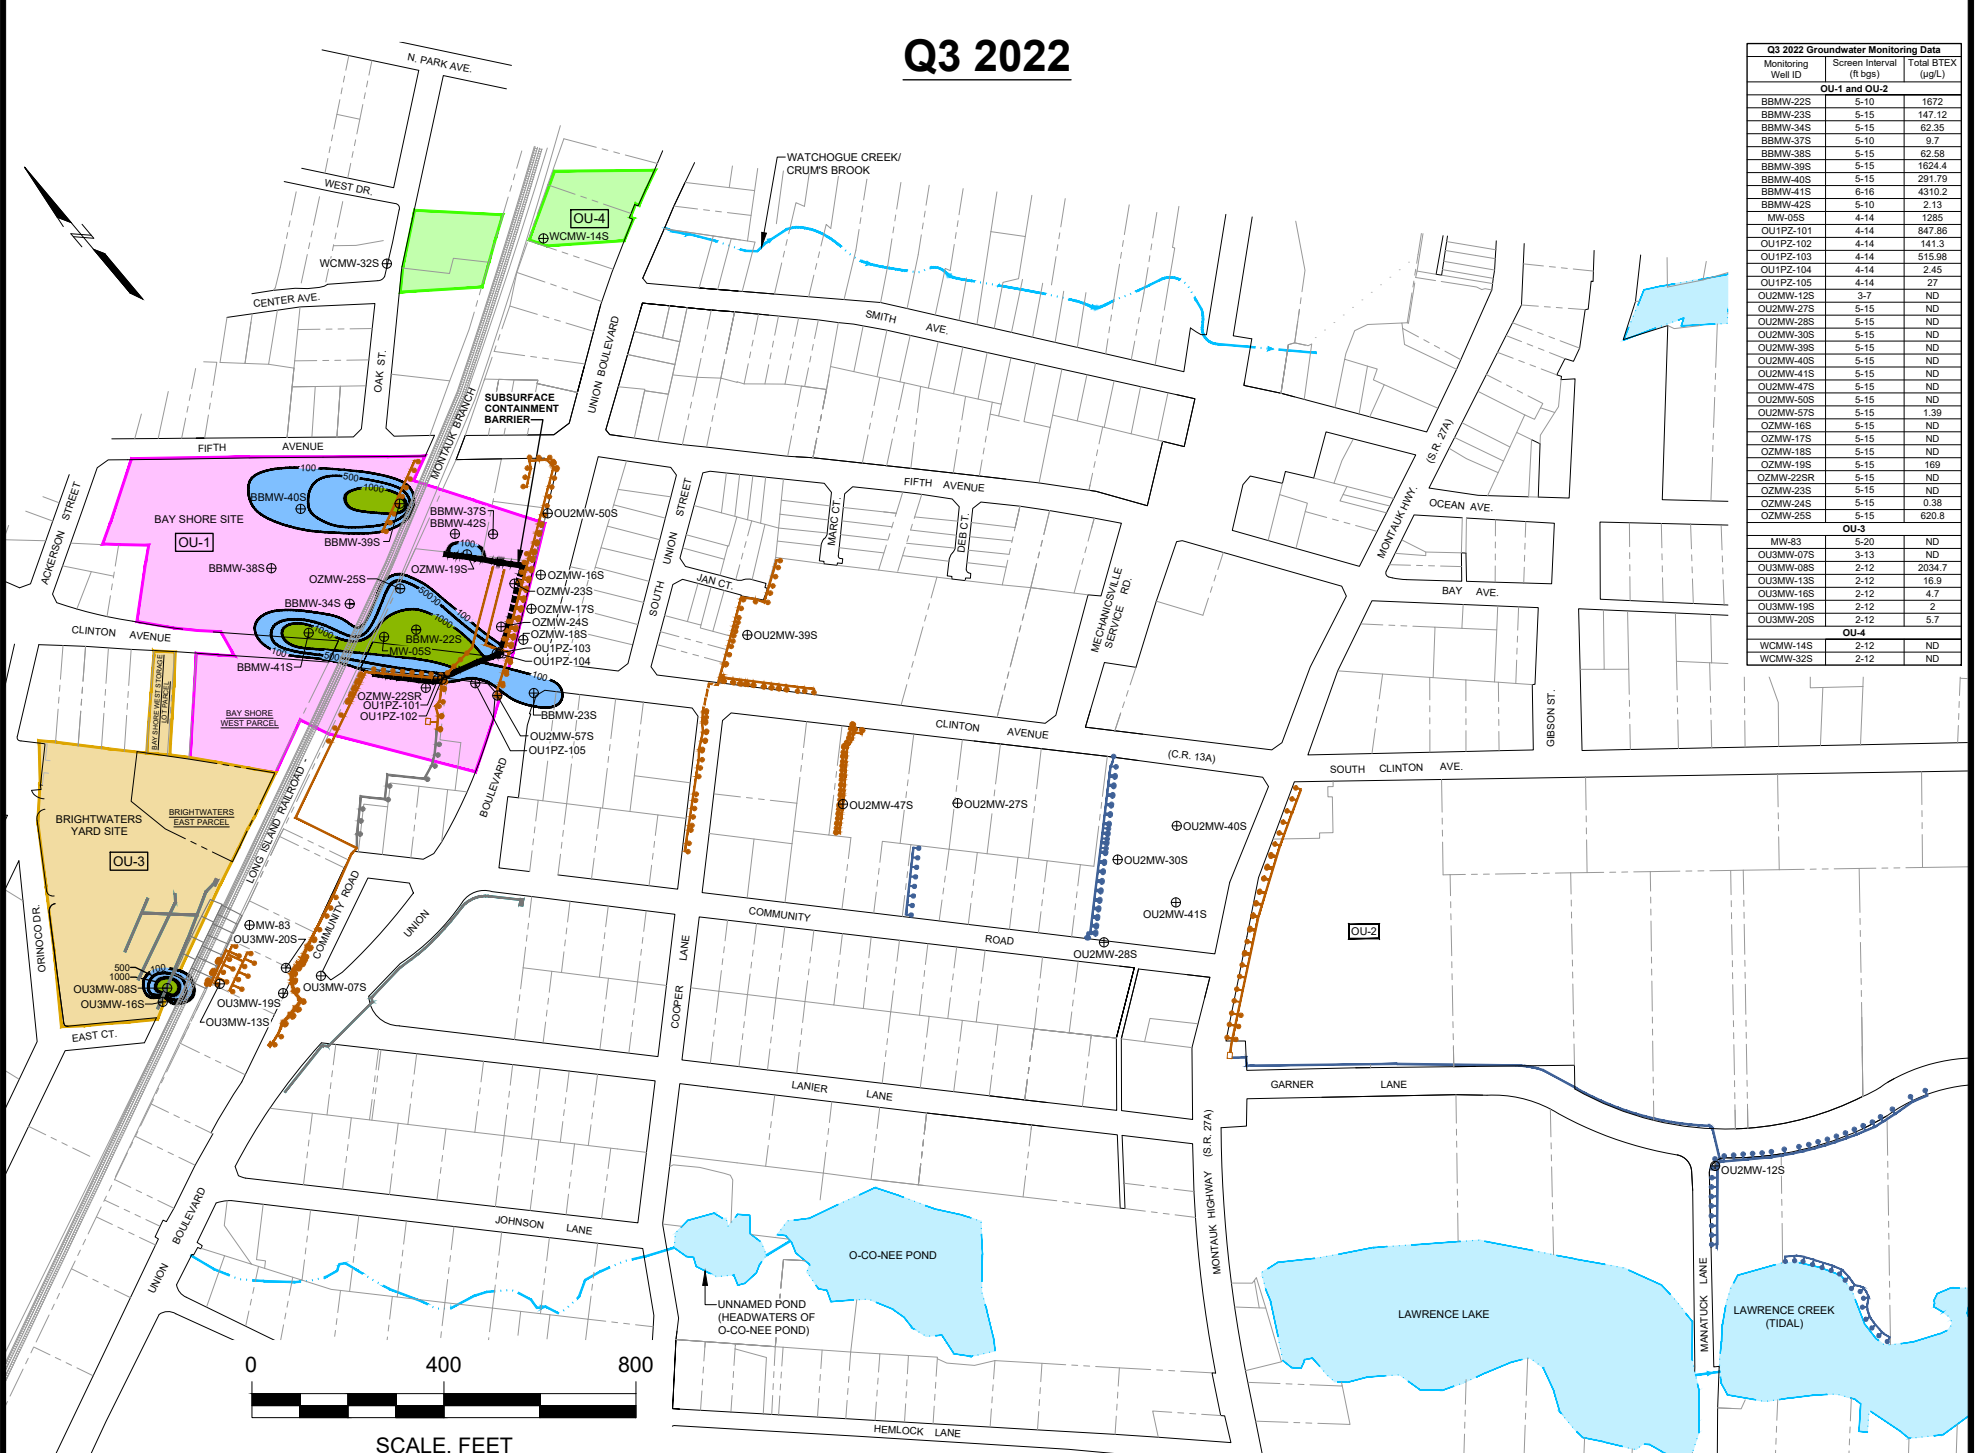 Q3 2022
Q3 2022 Groundwater Monitoring Data
Monitoring Well ID Screen Interval (ft bgs) Total BTEX (µg/L)
OU-1 and OU-2
BBMW-22S 5-10 1672
BBMW-23S 5-15 147.12
BBMW-34S 5-15 62.35
BBMW-37S 5-10 9.7
BBMW-38S 5-15 62.58
BBMW-39S 5-15 1624.4
BBMW-40S 5-15 291.79
BBMW-41S 6-16 4310.2
BBMW-42S 5-10 2.13
MW-05S 4-14 1285
OU1PZ-101 4-14 847.86
OU1PZ-102 4-14 141.3
OU1PZ-103 4-14 515.98
OU1PZ-104 4-14 2.45
OU1PZ-105 4-14 27
OU2MW-12S 3-7 ND
OU2MW-27S 5-15 ND
OU2MW-28S 5-15 ND
OU2MW-30S 5-15 ND
OU2MW-39S 5-15 ND
OU2MW-40S 5-15 ND
OU2MW-41S 5-15 ND
OU2MW-47S 5-15 ND
OU2MW-50S 5-15 ND
OU2MW-57S 5-15 1.39
OZMW-16S 5-15 ND
OZMW-17S 5-15 ND
OZMW-18S 5-15 ND
OZMW-19S 5-15 169
OZMW-22SR 5-15 ND
OZMW-23S 5-15 ND
OZMW-24S 5-15 0.38
OZMW-25S 5-15 620.8
OU-3
MW-83 5-20 ND
OU3MW-07S 3-13 ND
OU3MW-08S 2-12 2034.7
OU3MW-13S 2-12 16.9
OU3MW-16S 2-12 4.7
OU3MW-19S 2-12 2
OU3MW-20S 2-12 5.7
OU-4
WCMW-14S 2-12 ND
WCMW-32S 2-12 ND
N. PARK AVE.
WATCHOGUE CREEK/
CRUM'S BROOK
WEST DR.
OU-4
WCMW-14S
WCMW-32S
N
CENTER AVE.
SMITH AVE.
OAK ST.
UNION BOULEVARD
MONTAUK BRANCH
SUBSURFACE
CONTAINMENT
BARRIER
FIFTH AVENUE
FIFTH AVENUE
(S.R. 27A)
MONTAUK HWY.
OCEAN AVE.
BAY AVE.
ACKERSON STREET
100
500
1000
BBMW-40S
BAY SHORE SITE
OU-1
BBMW-39S
BBMW-37S
BBMW-42S
100
OU2MW-50S
SOUTH UNION STREET
MARC CT.
DEB CT.
JAN CT.
MECHANICSVILLE
SERVICE RD.
BBMW-38S
OZMW-19S
OZMW-25S
OZMW-16S
OZMW-23S
BBMW-34S
500
100
1000
OZMW-17S
OZMW-24S
OZMW-18S
OU1PZ-103
OU1PZ-104
OU2MW-39S
CLINTON AVENUE
1000
BBMW-22S
MW-05S
100
500
BBMW-41S
500
100
OZMW-22SR
OU1PZ-101
OU1PZ-102
BBMW-23S
OU2MW-57S
OU1PZ-105
BAY SHORE WEST STORAGE
LOT PARCEL
BAY SHORE
WEST PARCEL
CLINTON AVENUE
(C.R. 13A)
SOUTH CLINTON AVE.
GIBSON ST.
LONG ISLAND RAILROAD -
BOULEVARD
BRIGHTWATERS
EAST PARCEL
BRIGHTWATERS
YARD SITE
OU-3
OU2MW-47S
OU2MW-27S
OU2MW-40S
OU2MW-30S
OU2MW-41S
OU2MW-28S
OU-2
COMMUNITY ROAD
UNION
COMMUNITY ROAD
COOPER LANE
ORINOCO DR.
MW-83
OU3MW-20S
500
100
1000
OU3MW-08S
OU3MW-16S
OU3MW-07S
OU3MW-19S
OU3MW-13S
EAST CT.
LANIER LANE
GARNER LANE
OU2MW-12S
MONTAUK HIGHWAY (S.R. 27A)
MANATUCK LANE
UNION BOULEVARD
JOHNSON LANE
O-CO-NEE POND
UNNAMED POND
(HEADWATERS OF
O-CO-NEE POND)
LAWRENCE LAKE
LAWRENCE CREEK
(TIDAL)
0 400 800
SCALE, FEET
HEMLOCK LANE